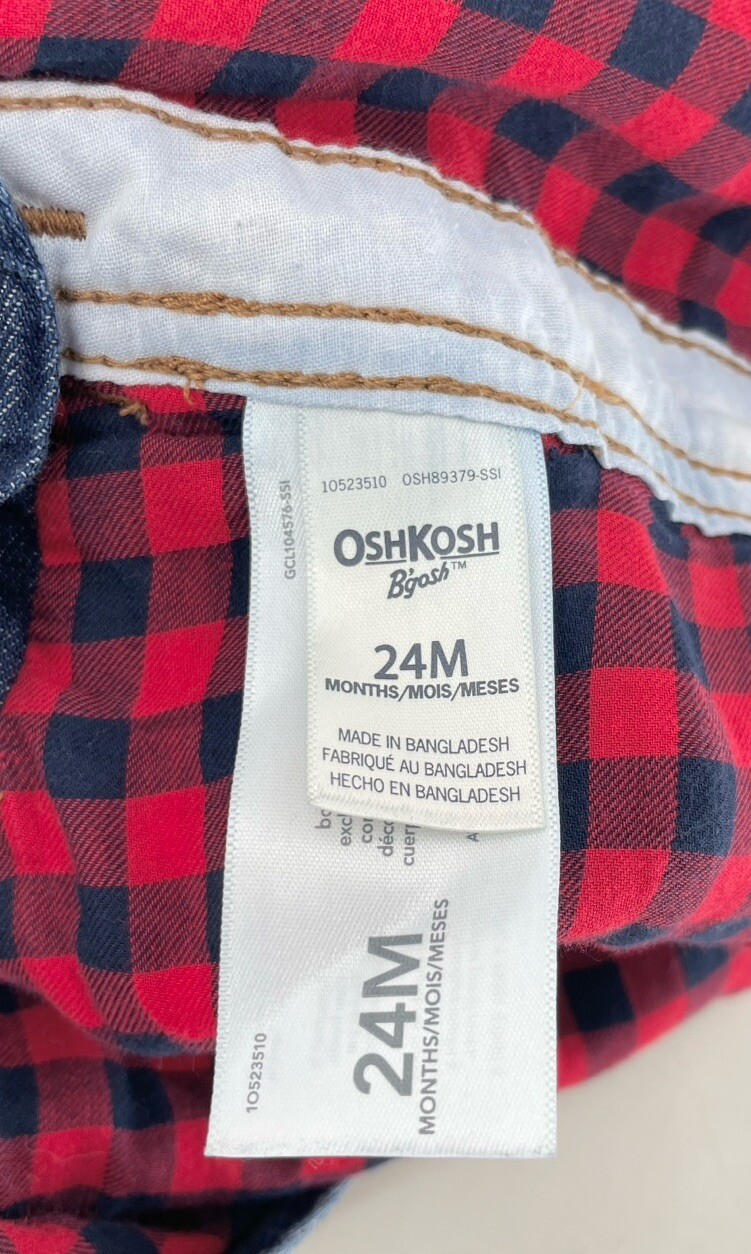 10523510 OSH89379-SSI
OSHKOSH
B'gosh™
24M
MONTHS/MOIS/MESES
MADE IN BANGLADESH
FABRIQUÉ AU BANGLADESH
HECHO EN BANGLADESH
GCL104576-SSI
24M
MONTHS/MOIS/MESES
10523510